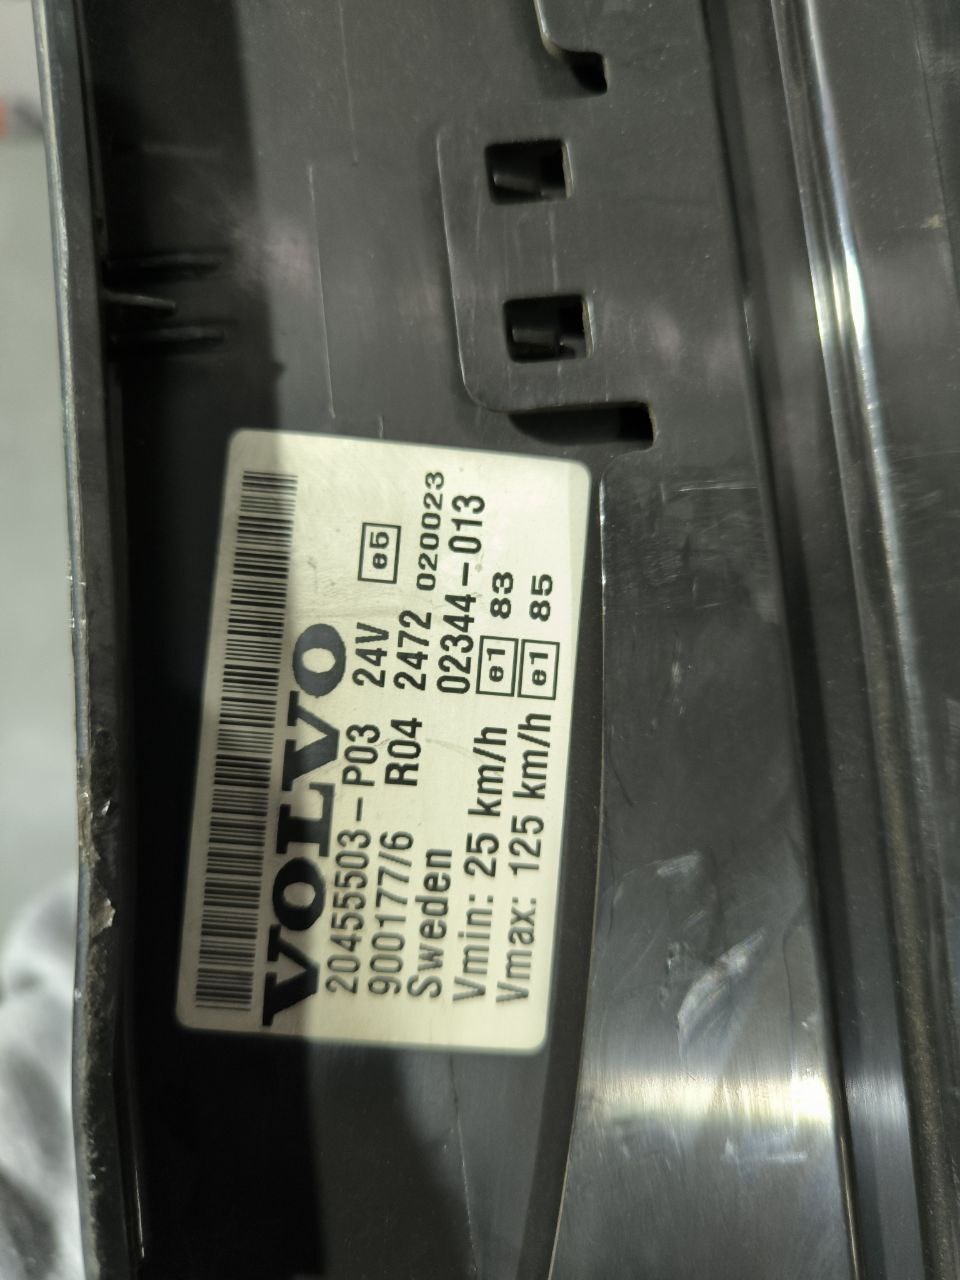 VOLVO
20455503-P03 24V e5
900177/6 R04 2472 020023
Sweden 02344-013
Vmin: 25 km/h e1 83
Vmax: 125 km/h e1 85